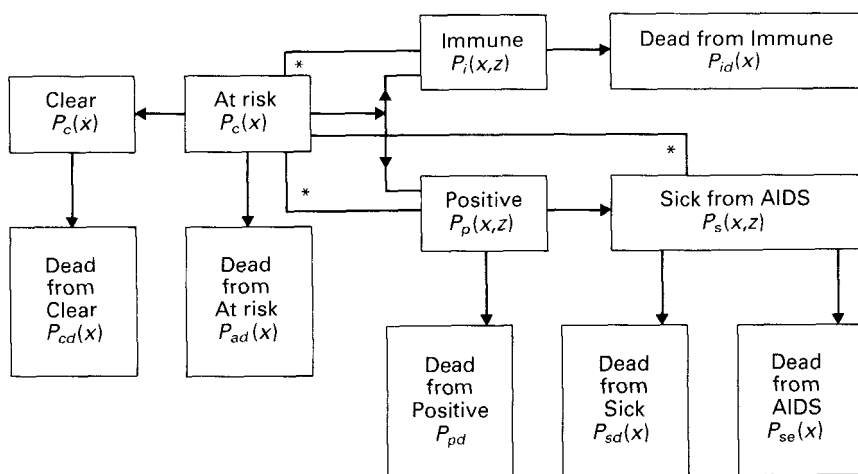 Immune
P_i(x,z)
Dead from Immune
P_id(x)
*
Clear
P_c(x)
At risk
P_c(x)
*
*
Positive
P_p(x,z)
Sick from AIDS
P_s(x,z)
Dead
from
Clear
P_cd(x)
Dead
from
At risk
P_ad(x)
Dead
from
Positive
P_pd
Dead
from
Sick
P_sd(x)
Dead
from
AIDS
P_se(x)